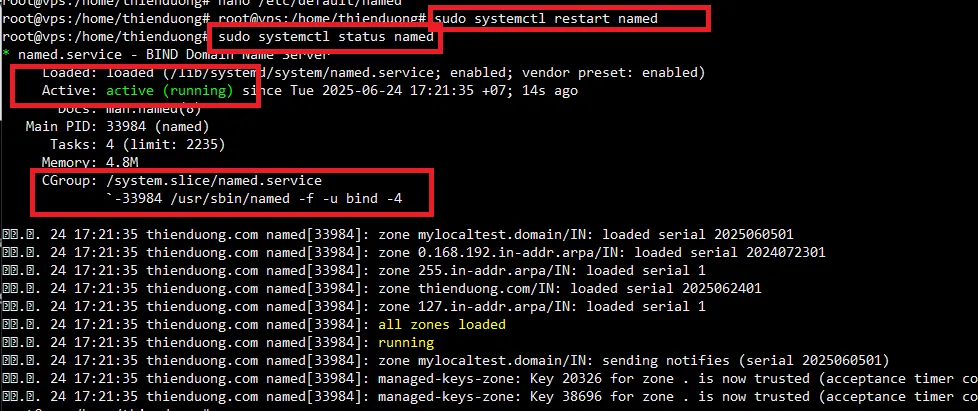 root@vps:/home/thienduong# nano /etc/default/named
root@vps:/home/thienduong# root@vps:/home/thienduong# sudo systemctl restart named
root@vps:/home/thienduong# sudo systemctl status named
* named.service - BIND Domain Name Server
Loaded: loaded (/lib/systemd/system/named.service; enabled; vendor preset: enabled)
Active: active (running) since Tue 2025-06-24 17:21:35 +07; 14s ago
Docs: man:named(8)
Main PID: 33984 (named)
Tasks: 4 (limit: 2235)
Memory: 4.8M
CGroup: /system.slice/named.service
`-33984 /usr/sbin/named -f -u bind -4
. . 24 17:21:35 thienduong.com named[33984]: zone mylocaltest.domain/IN: loaded serial 2025060501
. . 24 17:21:35 thienduong.com named[33984]: zone 0.168.192.in-addr.arpa/IN: loaded serial 2024072301
. . 24 17:21:35 thienduong.com named[33984]: zone 255.in-addr.arpa/IN: loaded serial 1
. . 24 17:21:35 thienduong.com named[33984]: zone thienduong.com/IN: loaded serial 2025062401
. . 24 17:21:35 thienduong.com named[33984]: zone 127.in-addr.arpa/IN: loaded serial 1
. . 24 17:21:35 thienduong.com named[33984]: all zones loaded
. . 24 17:21:35 thienduong.com named[33984]: running
. . 24 17:21:35 thienduong.com named[33984]: zone mylocaltest.domain/IN: sending notifies (serial 2025060501)
. . 24 17:21:35 thienduong.com named[33984]: managed-keys-zone: Key 20326 for zone . is now trusted (acceptance timer co
. . 24 17:21:35 thienduong.com named[33984]: managed-keys-zone: Key 38696 for zone . is now trusted (acceptance timer co